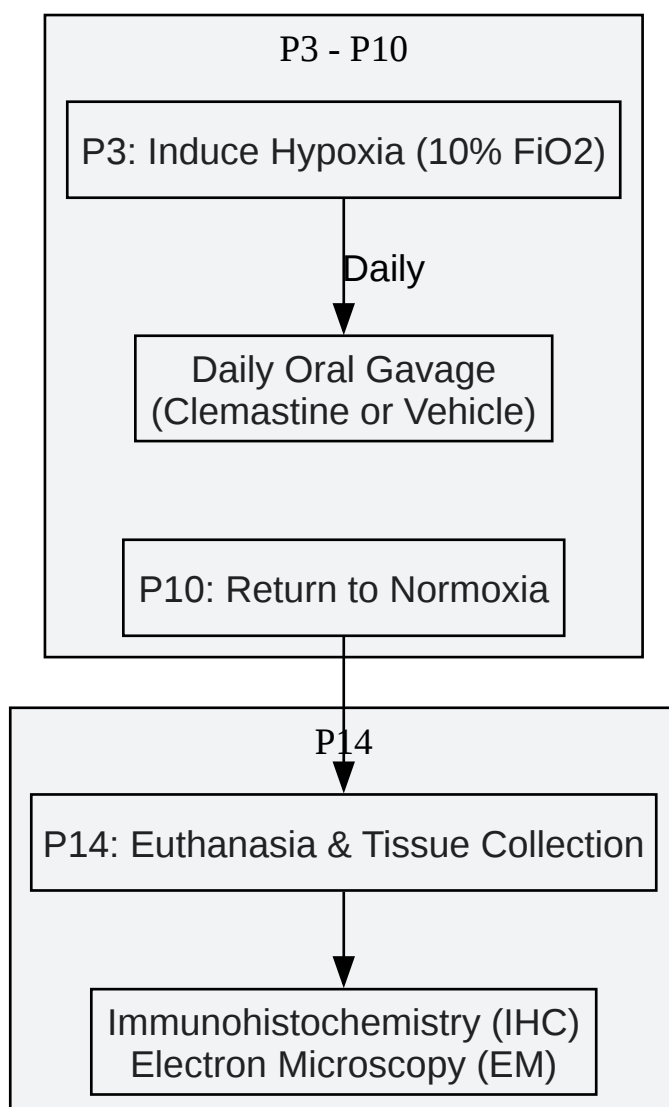 P3 - P10
P3: Induce Hypoxia (10% FiO2)
Daily
Daily Oral Gavage
(Clemastine or Vehicle)
P10: Return to Normoxia
P14
P14: Euthanasia & Tissue Collection
Immunohistochemistry (IHC)
Electron Microscopy (EM)